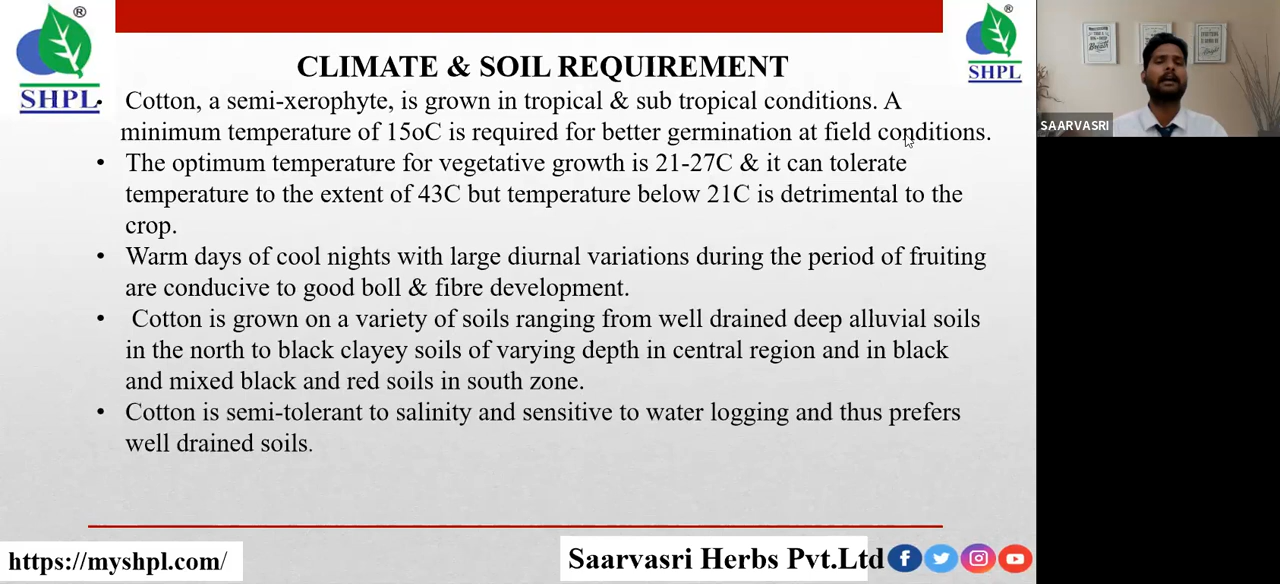 ®
SHPL
®
SHPL
CLIMATE & SOIL REQUIREMENT
• Cotton, a semi-xerophyte, is grown in tropical & sub tropical conditions. A
minimum temperature of 15oC is required for better germination at field conditions.
• The optimum temperature for vegetative growth is 21-27C & it can tolerate
temperature to the extent of 43C but temperature below 21C is detrimental to the
crop.
• Warm days of cool nights with large diurnal variations during the period of fruiting
are conducive to good boll & fibre development.
• Cotton is grown on a variety of soils ranging from well drained deep alluvial soils
in the north to black clayey soils of varying depth in central region and in black
and mixed black and red soils in south zone.
• Cotton is semi-tolerant to salinity and sensitive to water logging and thus prefers
well drained soils.
https://myshpl.com/
Saarvasri Herbs Pvt.Ltd
SAARVASRI